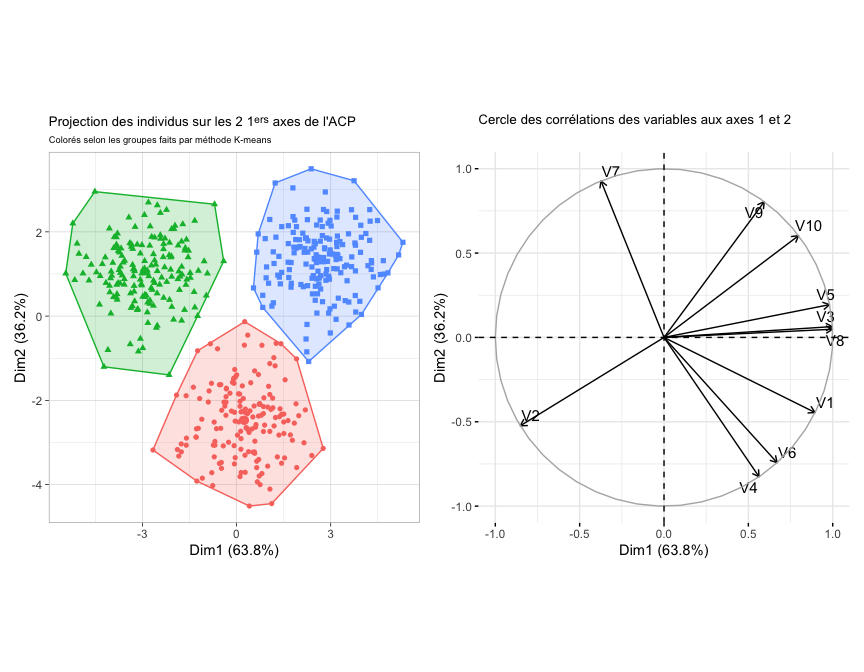 Projection des individus sur les 2 1ers axes de l'ACP
Colorés selon les groupes faits par méthode K-means
2
0
-2
-4
-3
0
3
Dim1 (63.8%)
Dim2 (36.2%)
Cercle des corrélations des variables aux axes 1 et 2
1.0
0.5
0.0
-0.5
-1.0
-1.0
-0.5
0.0
0.5
1.0
Dim1 (63.8%)
Dim2 (36.2%)
V7
V9
V10
V5
V3
V8
V1
V2
V6
V4